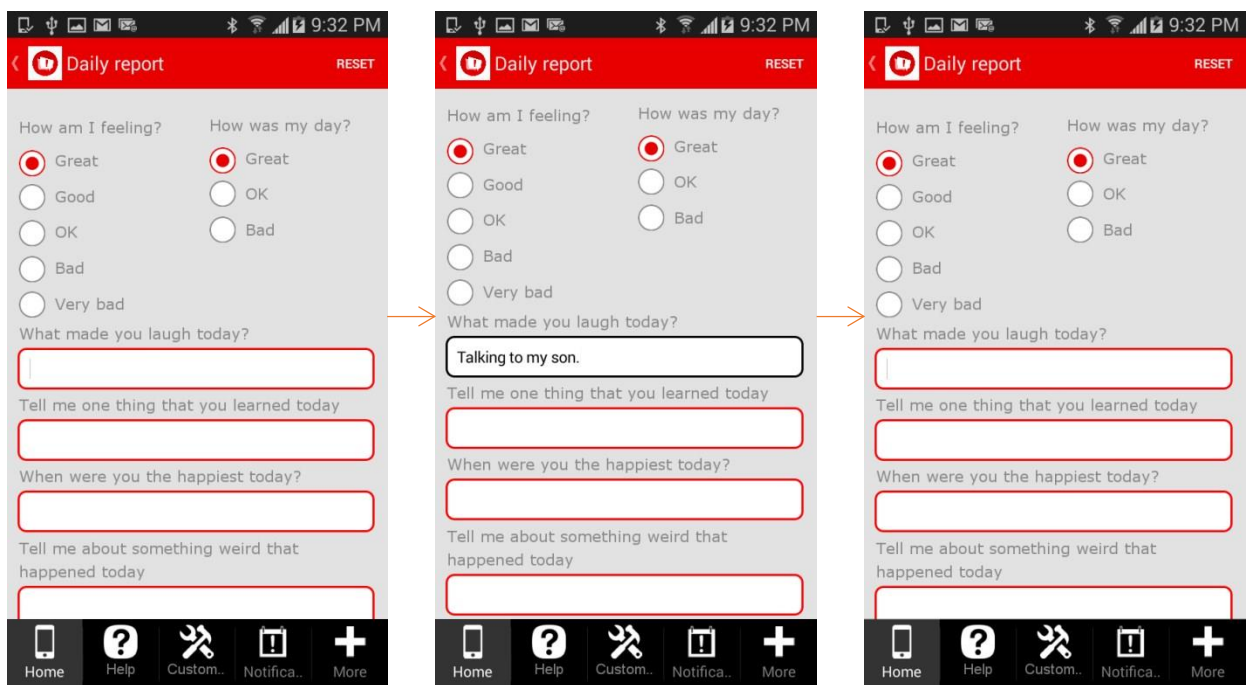 9:32 PM
Daily report
RESET
How am I feeling?
How was my day?
Great
Great
Good
OK
OK
Bad
Bad
Very bad
What made you laugh today?
Tell me one thing that you learned today
When were you the happiest today?
Tell me about something weird that
happened today
Home
Help
Custom..
Notifica..
More
9:32 PM
Daily report
RESET
How am I feeling?
How was my day?
Great
Great
Good
OK
OK
Bad
Bad
Very bad
What made you laugh today?
Talking to my son.
Tell me one thing that you learned today
When were you the happiest today?
Tell me about something weird that
happened today
Home
Help
Custom..
Notifica..
More
9:32 PM
Daily report
RESET
How am I feeling?
How was my day?
Great
Great
Good
OK
OK
Bad
Bad
Very bad
What made you laugh today?
Tell me one thing that you learned today
When were you the happiest today?
Tell me about something weird that
happened today
Home
Help
Custom..
Notifica..
More